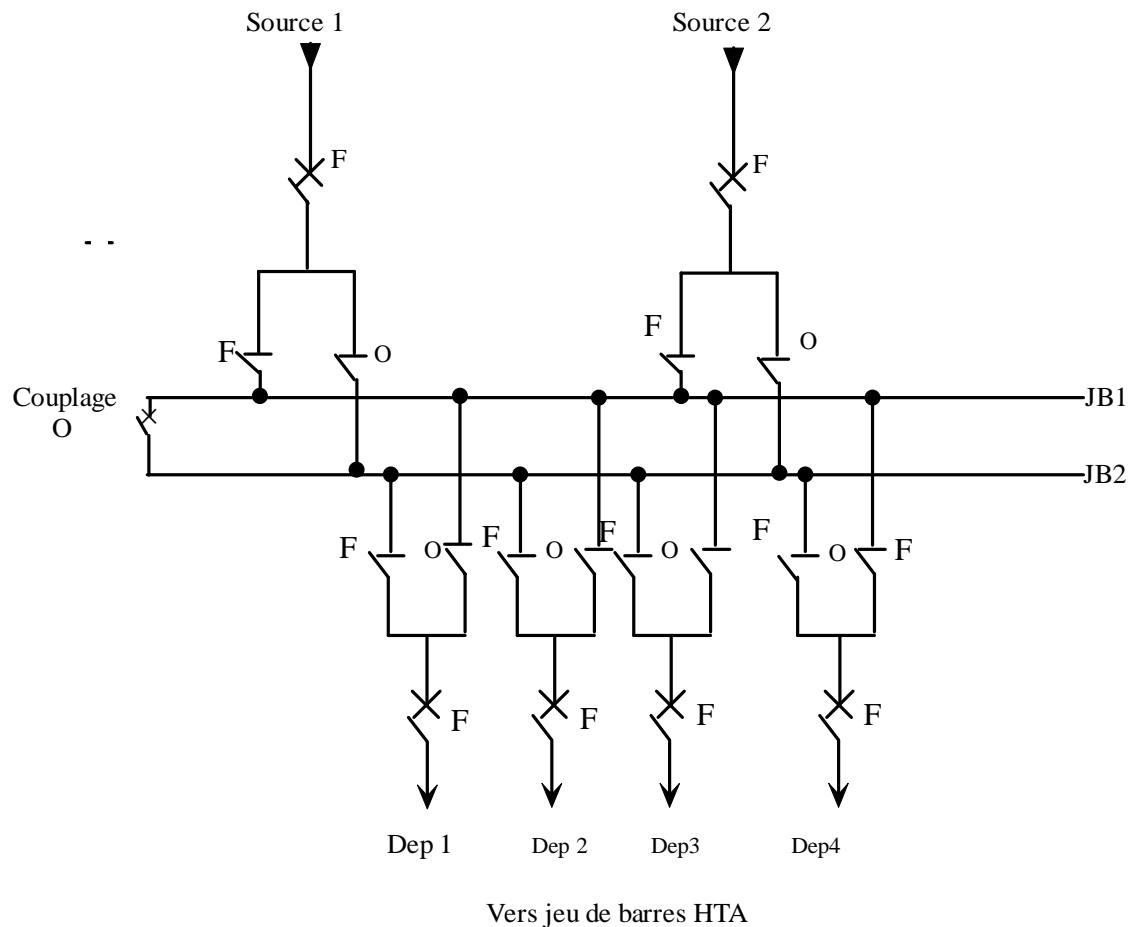 Source 1
Source 2
F
F
F
O
F
O
Couplage
O
JB1
JB2
F
O
F
O
F
O
F
O
F
F
F
F
F
Dep 1
Dep 2
Dep3
Dep4
Vers jeu de barres HTA